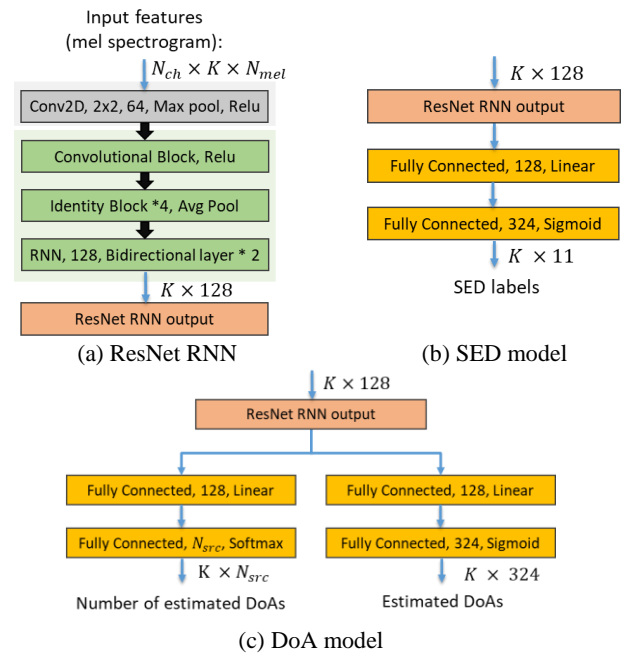 Input features
(mel spectrogram):
N_ch × K × N_mel
Conv2D, 2x2, 64, Max pool, Relu
Convolutional Block, Relu
Identity Block *4, Avg Pool
RNN, 128, Bidirectional layer * 2
K × 128
ResNet RNN output
(a) ResNet RNN
K × 128
ResNet RNN output
Fully Connected, 128, Linear
Fully Connected, 324, Sigmoid
K × 11
SED labels
(b) SED model
K × 128
ResNet RNN output
Fully Connected, 128, Linear
Fully Connected, N_src, Softmax
K × N_src
Number of estimated DoAs
Fully Connected, 128, Linear
Fully Connected, 324, Sigmoid
K × 324
Estimated DoAs
(c) DoA model